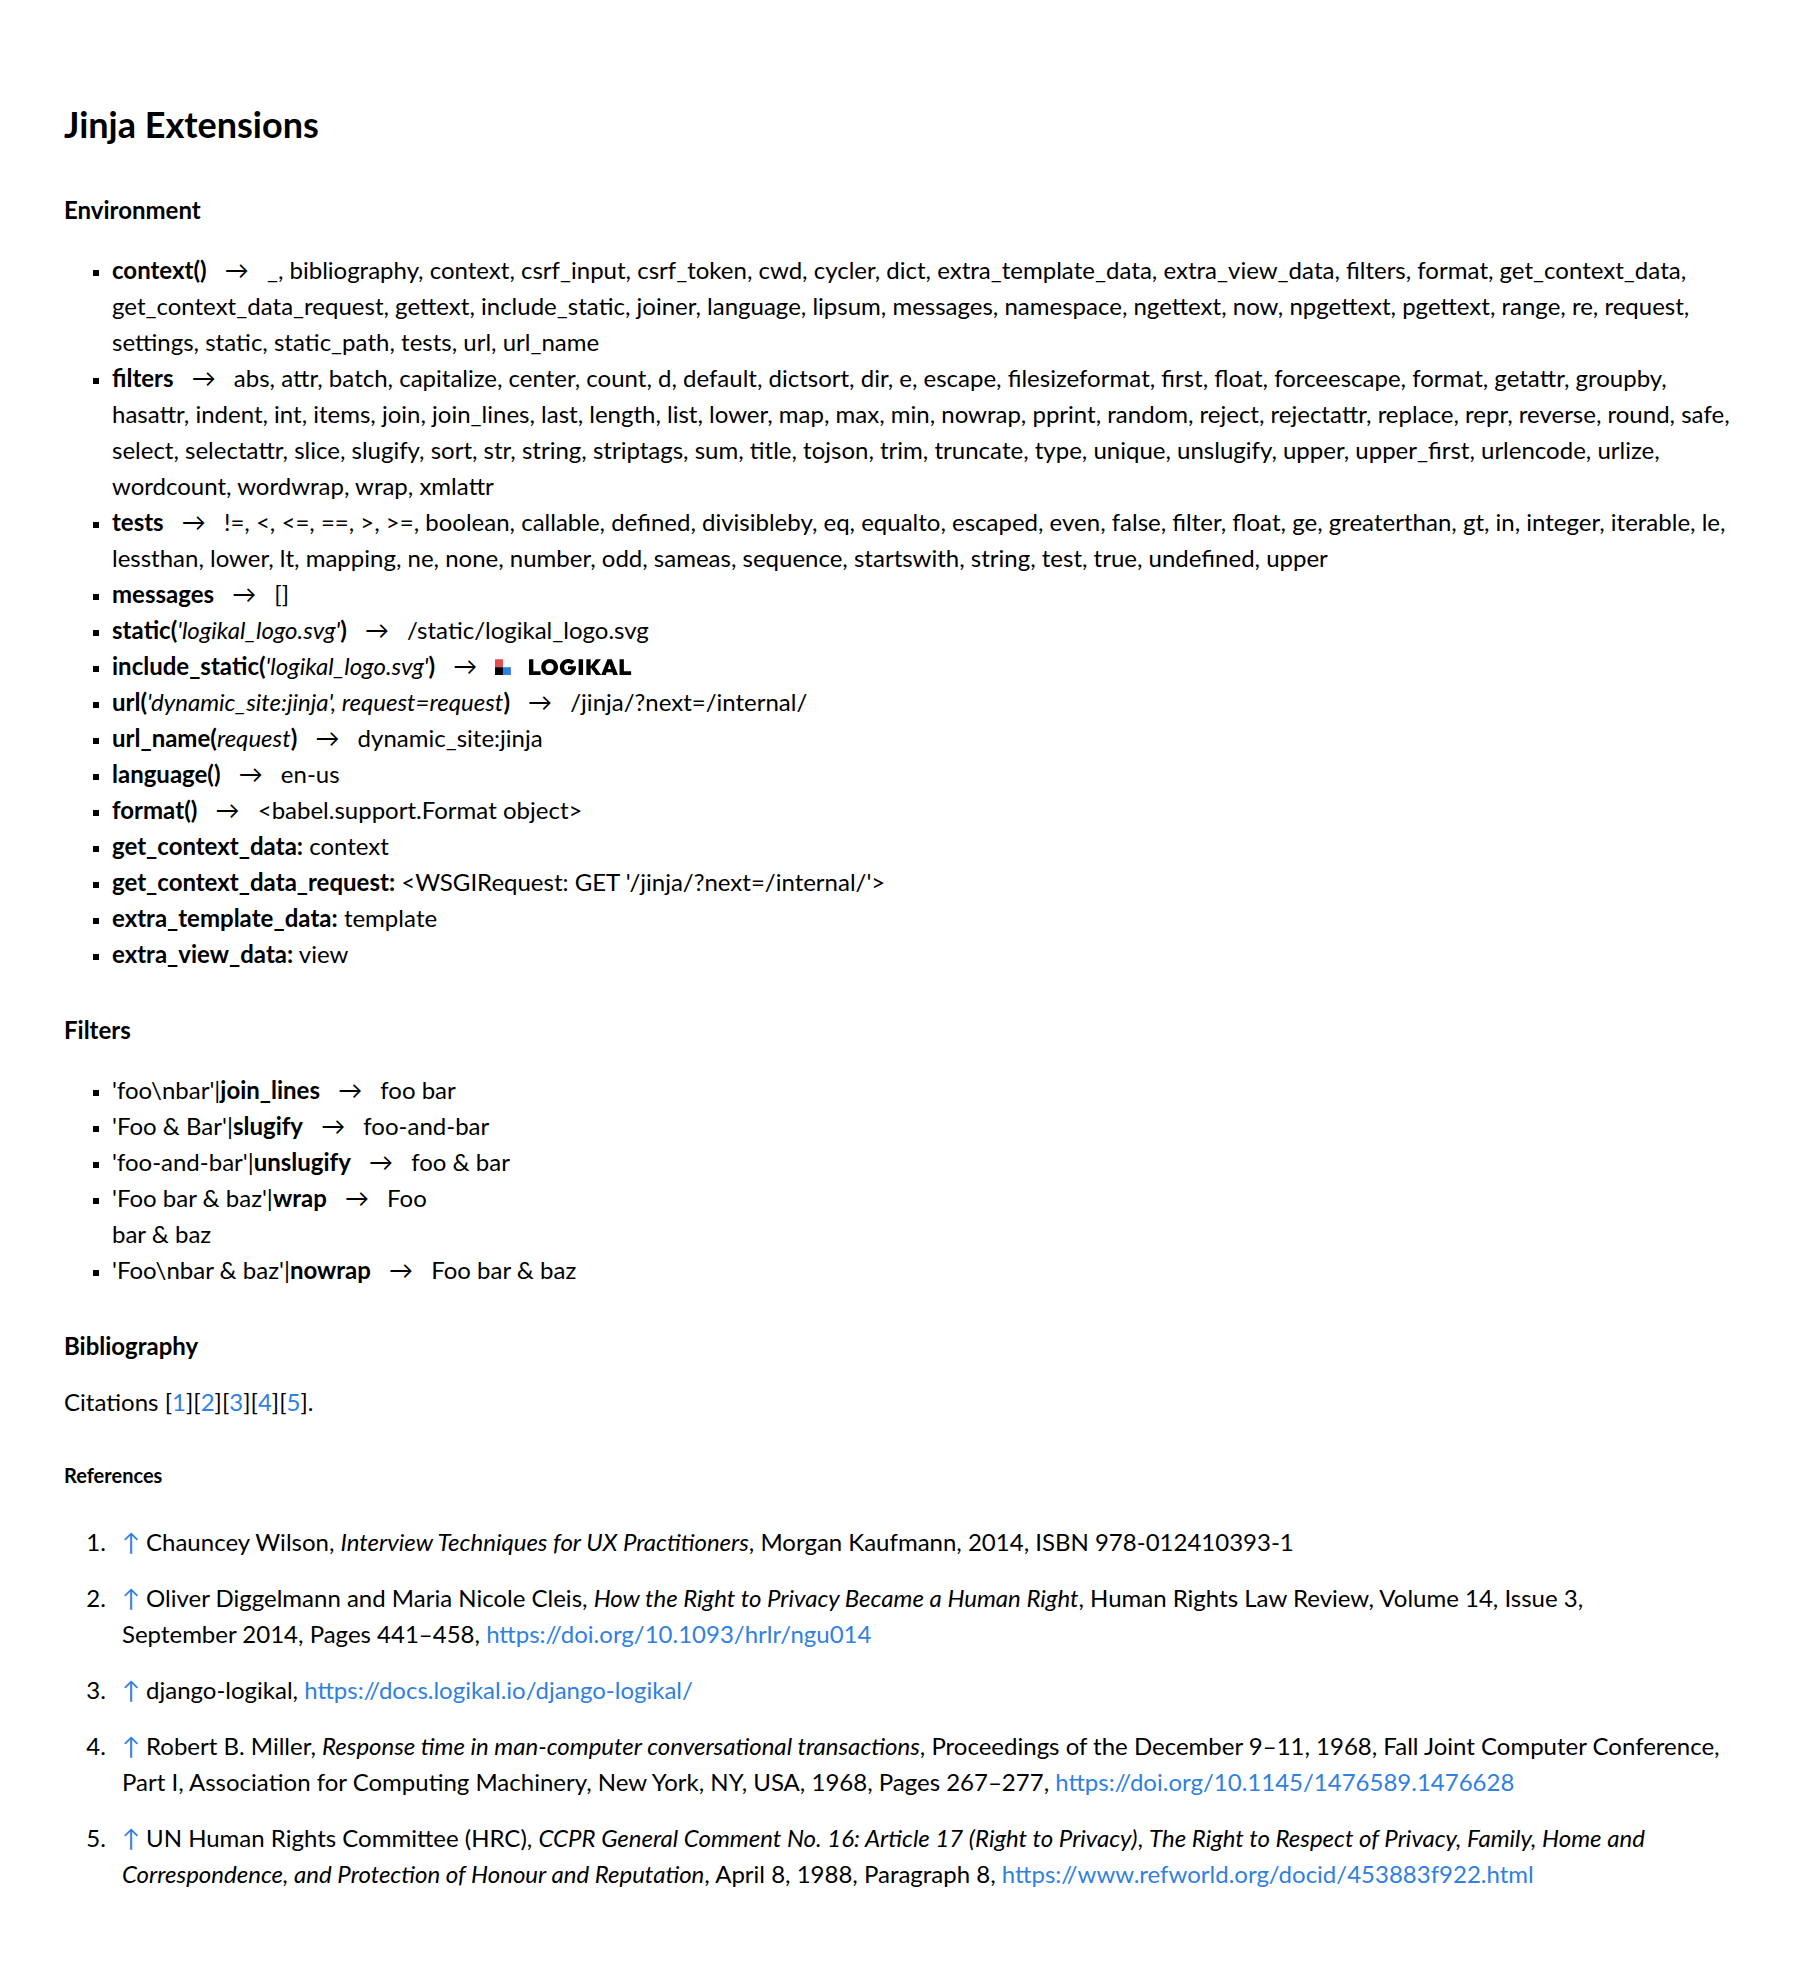 Jinja Extensions
Environment
▪ context() → _, bibliography, context, csrf_input, csrf_token, cwd, cycler, dict, extra_template_data, extra_view_data, filters, format, get_context_data,
get_context_data_request, gettext, include_static, joiner, language, lipsum, messages, namespace, ngettext, now, npgettext, pgettext, range, re, request,
settings, static, static_path, tests, url, url_name
▪ filters → abs, attr, batch, capitalize, center, count, d, default, dictsort, dir, e, escape, filesizeformat, first, float, forceescape, format, getattr, groupby,
hasattr, indent, int, items, join, join_lines, last, length, list, lower, map, max, min, nowrap, pprint, random, reject, rejectattr, replace, repr, reverse, round, safe,
select, selectattr, slice, slugify, sort, str, string, striptags, sum, title, tojson, trim, truncate, type, unique, unslugify, upper, upper_first, urlencode, urlize,
wordcount, wordwrap, wrap, xmlattr
▪ tests → !=, <, <=, ==, >, >=, boolean, callable, defined, divisibleby, eq, equalto, escaped, even, false, filter, float, ge, greaterthan, gt, in, integer, iterable, le,
lessthan, lower, lt, mapping, ne, none, number, odd, sameas, sequence, startswith, string, test, true, undefined, upper
▪ messages → []
▪ static('logikal_logo.svg') → /static/logikal_logo.svg
▪ include_static('logikal_logo.svg') → LOGIKAL
▪ url('dynamic_site:jinja', request=request) → /jinja/?next=/internal/
▪ url_name(request) → dynamic_site:jinja
▪ language() → en-us
▪ format() → <babel.support.Format object>
▪ get_context_data: context
▪ get_context_data_request: <WSGIRequest: GET '/jinja/?next=/internal/'>
▪ extra_template_data: template
▪ extra_view_data: view
Filters
▪ 'foo\nbar'|join_lines → foo bar
▪ 'Foo & Bar'|slugify → foo-and-bar
▪ 'foo-and-bar'|unslugify → foo & bar
▪ 'Foo bar & baz'|wrap → Foo
bar & baz
▪ 'Foo\nbar & baz'|nowrap → Foo bar & baz
Bibliography
Citations [1][2][3][4][5].
References
1. ↑ Chauncey Wilson, Interview Techniques for UX Practitioners, Morgan Kaufmann, 2014, ISBN 978-012410393-1
2. ↑ Oliver Diggelmann and Maria Nicole Cleis, How the Right to Privacy Became a Human Right, Human Rights Law Review, Volume 14, Issue 3,
September 2014, Pages 441–458, https://doi.org/10.1093/hrlr/ngu014
3. ↑ django-logikal, https://docs.logikal.io/django-logikal/
4. ↑ Robert B. Miller, Response time in man-computer conversational transactions, Proceedings of the December 9–11, 1968, Fall Joint Computer Conference,
Part I, Association for Computing Machinery, New York, NY, USA, 1968, Pages 267–277, https://doi.org/10.1145/1476589.1476628
5. ↑ UN Human Rights Committee (HRC), CCPR General Comment No. 16: Article 17 (Right to Privacy), The Right to Respect of Privacy, Family, Home and
Correspondence, and Protection of Honour and Reputation, April 8, 1988, Paragraph 8, https://www.refworld.org/docid/453883f922.html